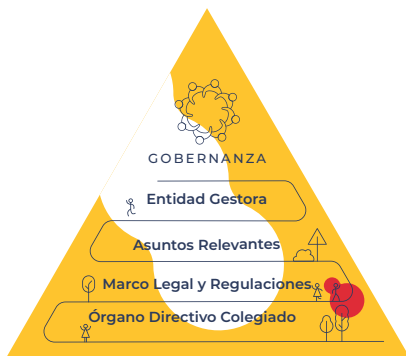 GOBERNANZA
Entidad Gestora
Asuntos Relevantes
Marco Legal y Regulaciones
Órgano Directivo Colegiado